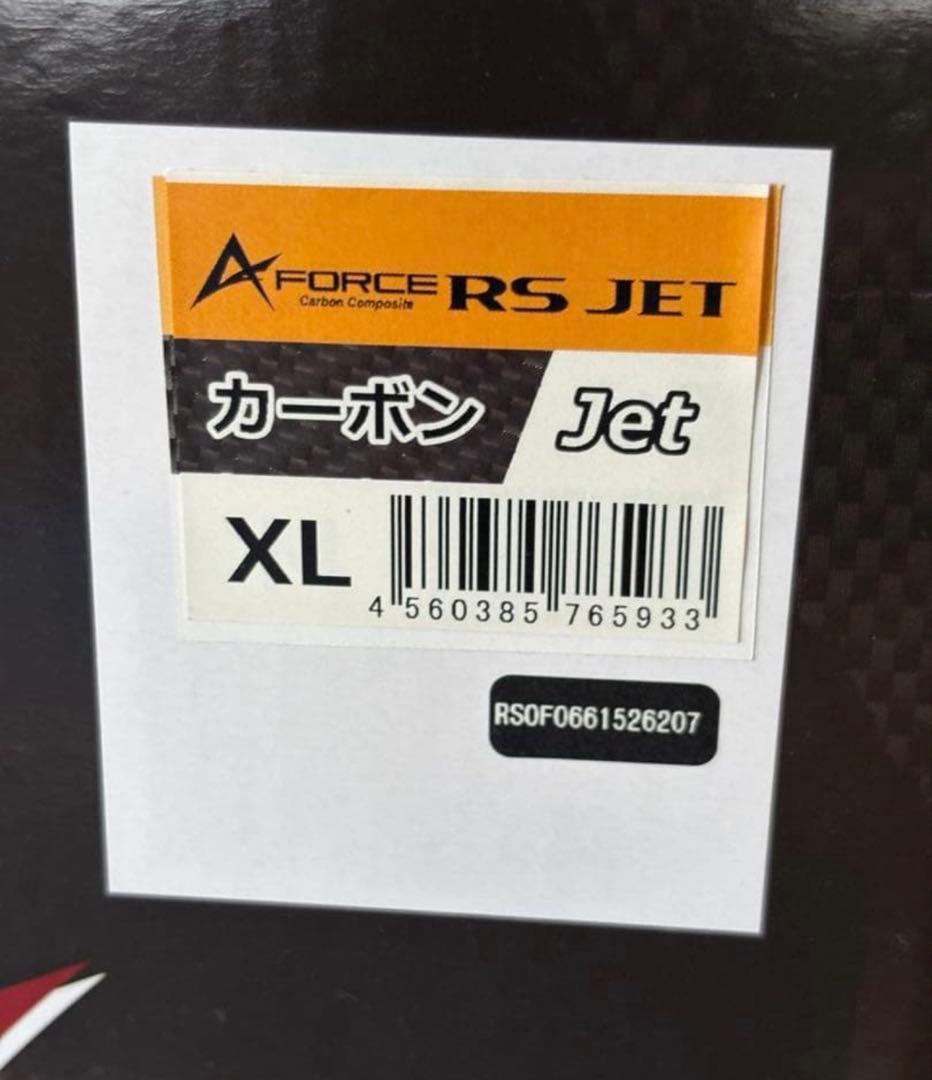 A FORCE RS JET
Carbon Composite
カーボン Jet
XL
4 560385 765933
RSOF0661526207